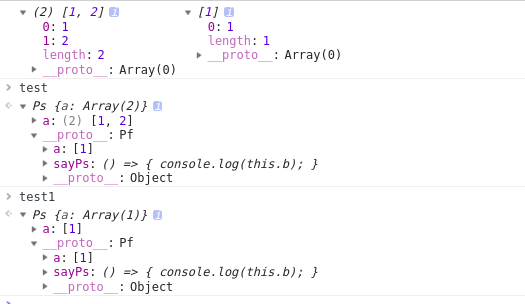 (2) [1, 2] i [1] i
0: 1 0: 1
1: 2 length: 1
length: 2 __proto__: Array(0)
__proto__: Array(0)
test
Ps {a: Array(2)} i
a: (2) [1, 2]
__proto__: Pf
a: [1]
sayPs: () => { console.log(this.b); }
__proto__: Object
test1
Ps {a: Array(1)} i
a: [1]
__proto__: Pf
a: [1]
sayPs: () => { console.log(this.b); }
__proto__: Object